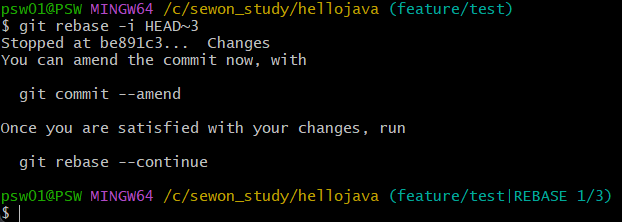 psw01@PSW MINGW64 /c/sewon_study/hellojava (feature/test)
$ git rebase -i HEAD~3
Stopped at be891c3...  Changes
You can amend the commit now, with

  git commit --amend

Once you are satisfied with your changes, run

  git rebase --continue

psw01@PSW MINGW64 /c/sewon_study/hellojava (feature/test|REBASE 1/3)
$